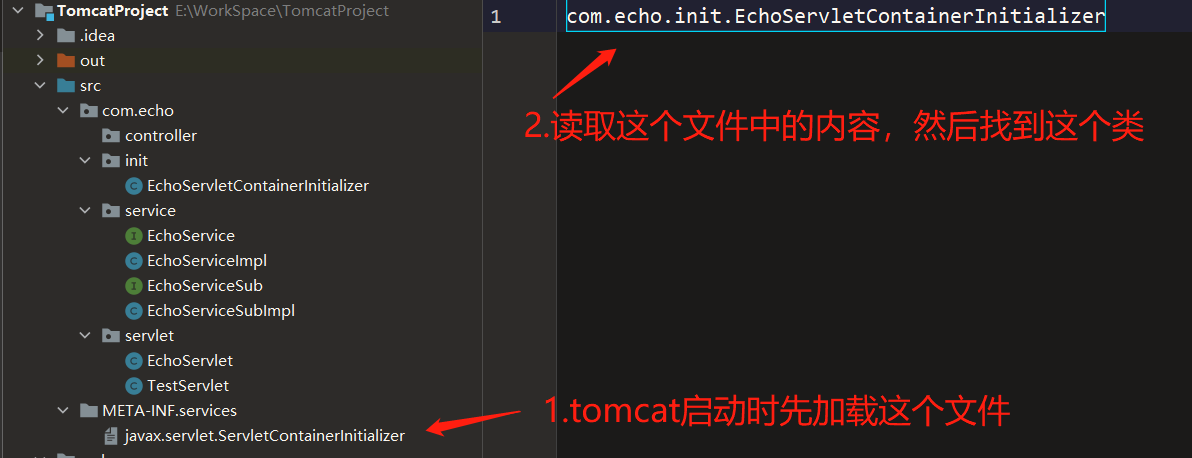 TomcatProject E:\WorkSpace\TomcatProject
.idea
out
src
com.echo
controller
init
EchoServletContainerInitializer
service
EchoService
EchoServiceImpl
EchoServiceSub
EchoServiceSubImpl
servlet
EchoServlet
TestServlet
META-INF.services
javax.servlet.ServletContainerInitializer
1 com.echo.init.EchoServletContainerInitializer
2.读取这个文件中的内容，然后找到这个类
1.tomcat启动时先加载这个文件